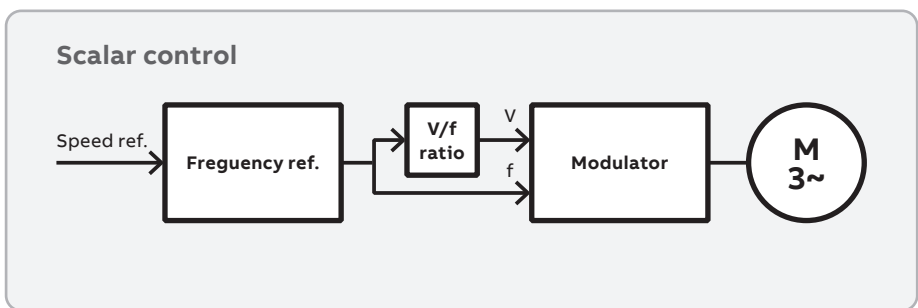 Scalar control
Speed ref.
Freguency ref.
V/f
ratio
V
f
Modulator
M
3~